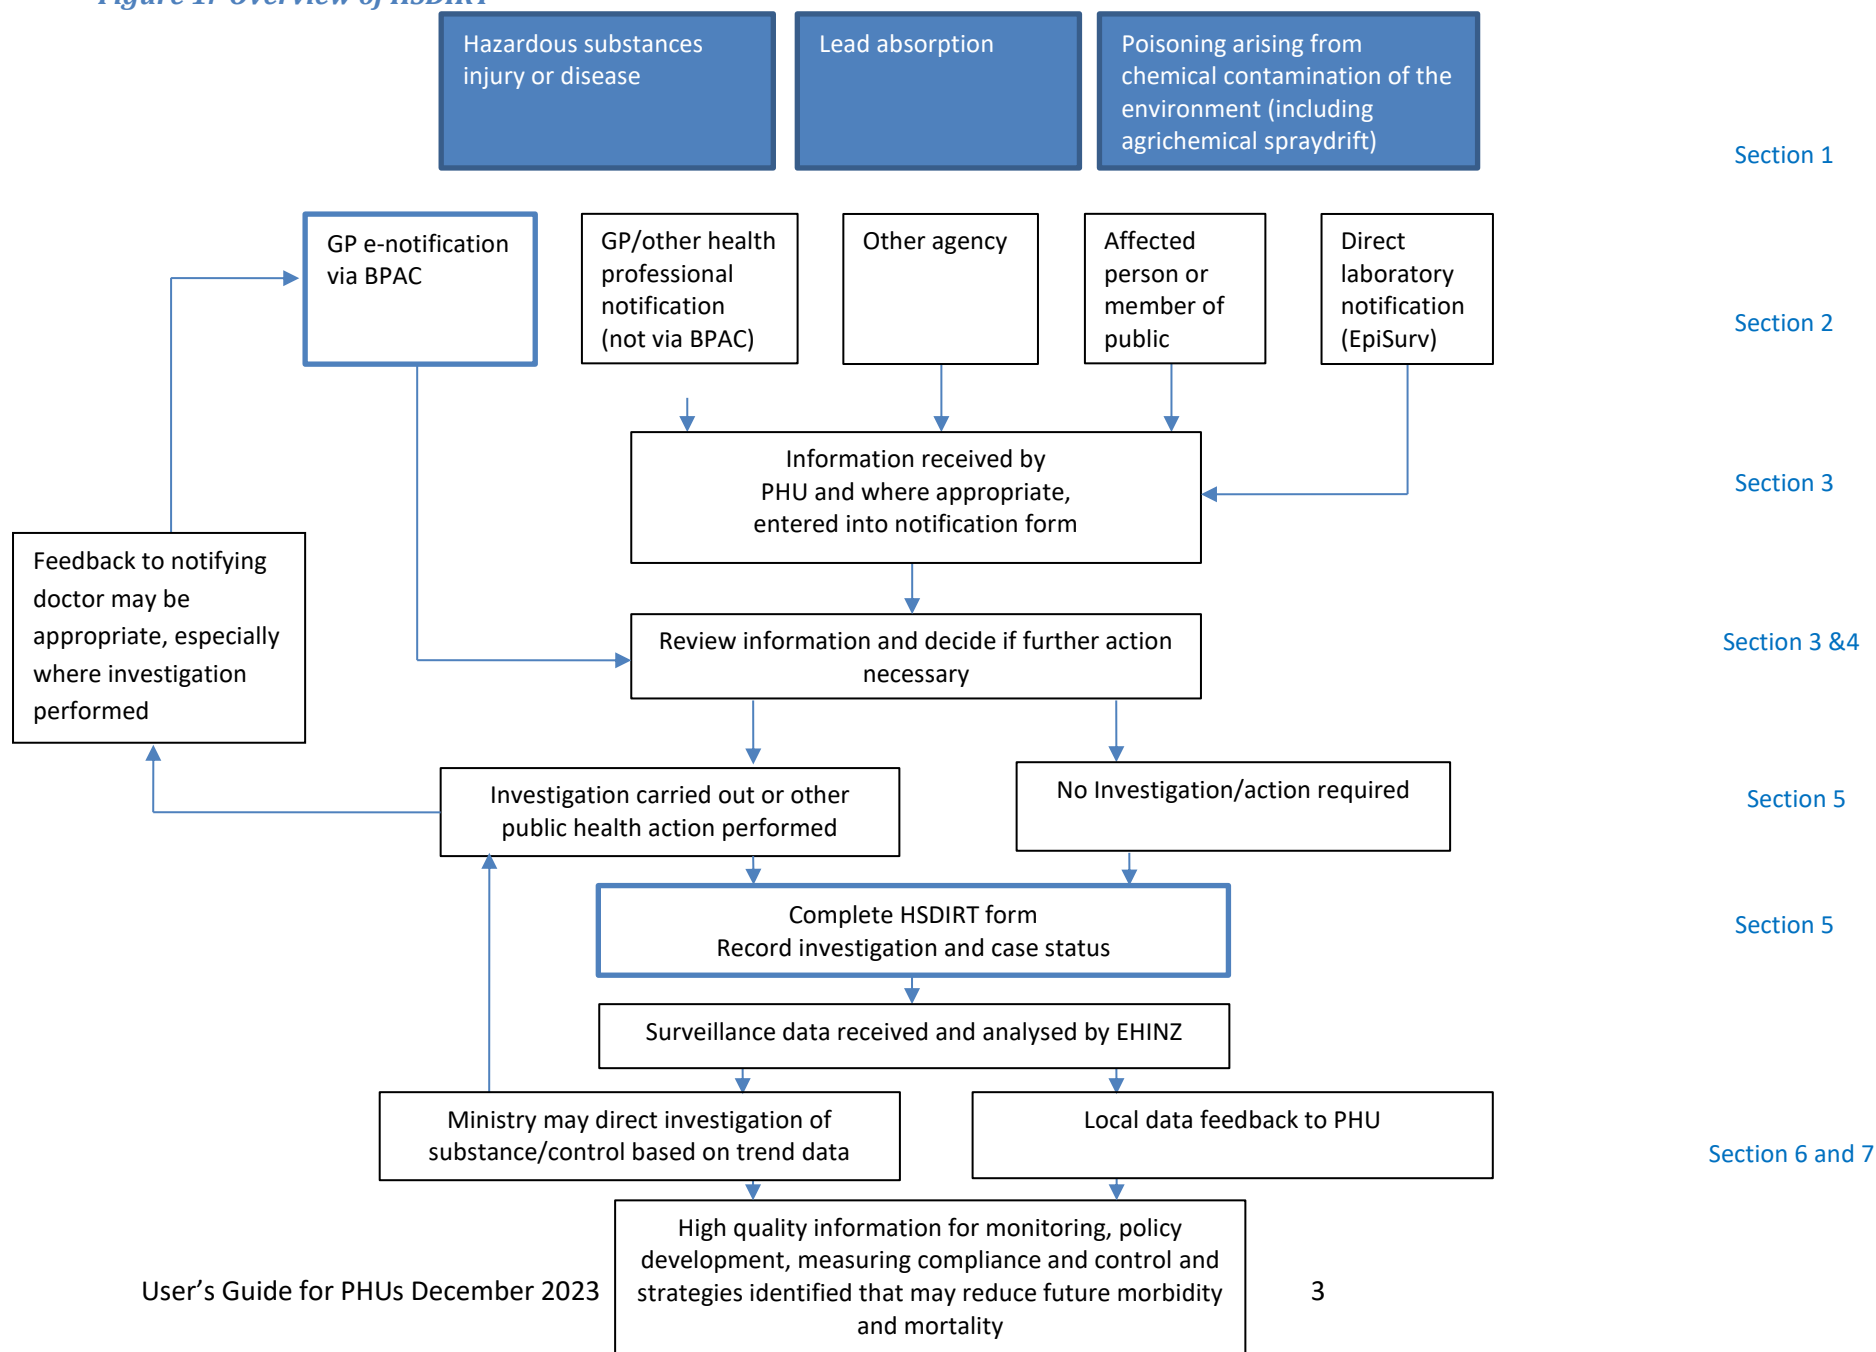 Figure 1: Overview of HSDIRT
Hazardous substances
injury or disease
Lead absorption
Poisoning arising from
chemical contamination of the
environment (including
agrichemical spraydrift)
Section 1
GP e-notification
via BPAC
GP/other health
professional
notification
(not via BPAC)
Other agency
Affected
person or
member of
public
Direct
laboratory
notification
(EpiSurv)
Section 2
Information received by
PHU and where appropriate,
entered into notification form
Section 3
Feedback to notifying
doctor may be
appropriate, especially
where investigation
performed
Review information and decide if further action
necessary
Section 3 &4
Investigation carried out or other
public health action performed
No Investigation/action required
Section 5
Complete HSDIRT form
Record investigation and case status
Section 5
Surveillance data received and analysed by EHINZ
Ministry may direct investigation of
substance/control based on trend data
Local data feedback to PHU
Section 6 and 7
High quality information for monitoring, policy
development, measuring compliance and control and
strategies identified that may reduce future morbidity
and mortality
User’s Guide for PHUs December 2023
3